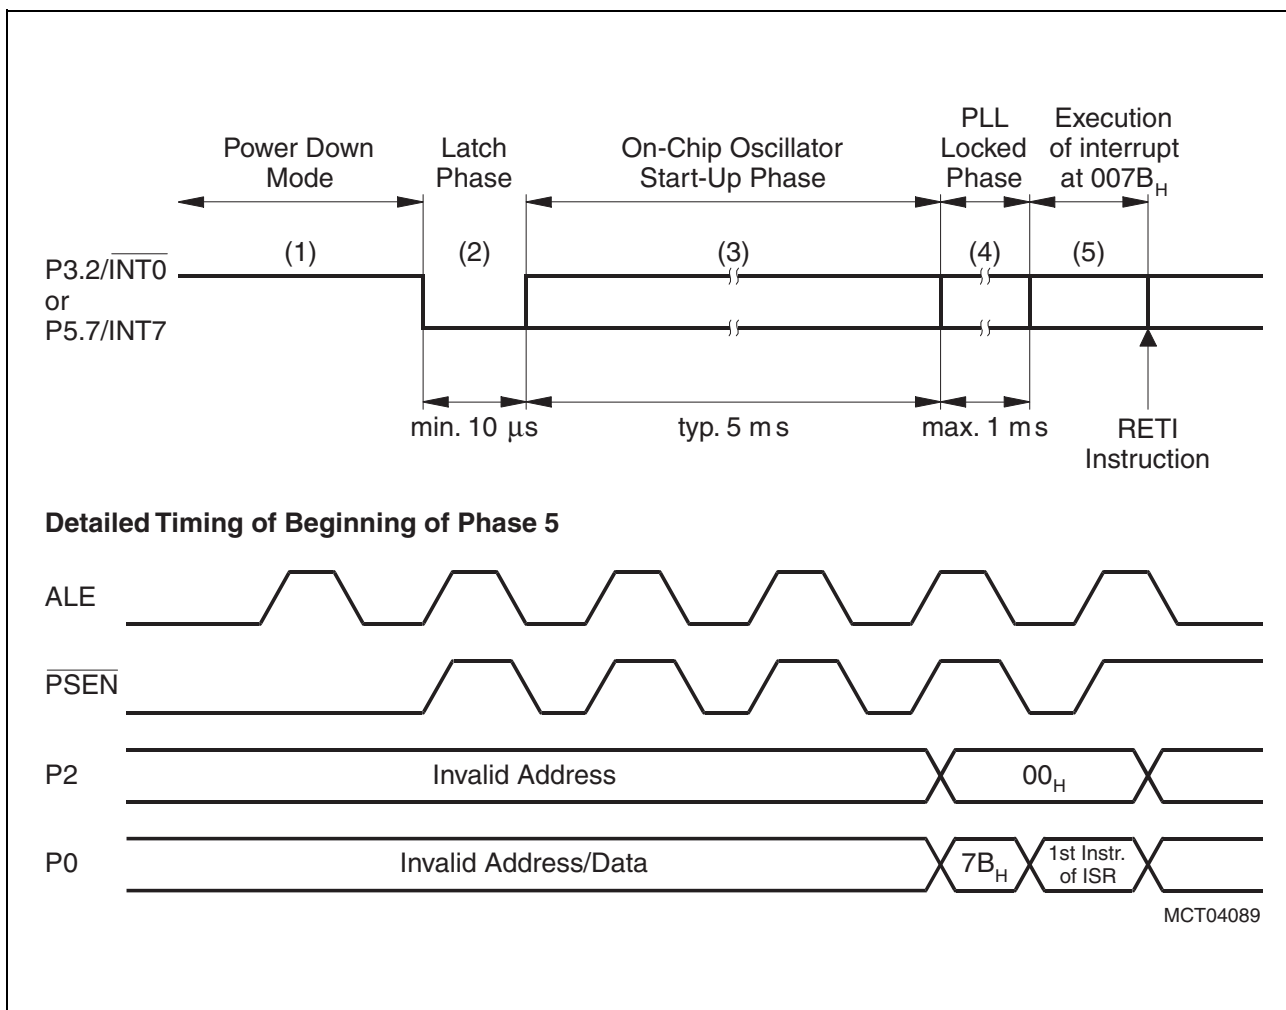 Power Down
Mode
Latch
Phase
On-Chip Oscillator
Start-Up Phase
PLL
Locked
Phase
Execution
of interrupt
at 007BH
(1)
(2)
(3)
(4)
(5)
P3.2/INT0
or
P5.7/INT7
min. 10 μs
typ. 5 ms
max. 1 ms
RETI
Instruction
Detailed Timing of Beginning of Phase 5
ALE
PSEN
P2
Invalid Address
00H
P0
Invalid Address/Data
7BH
1st Instr.
of ISR
MCT04089